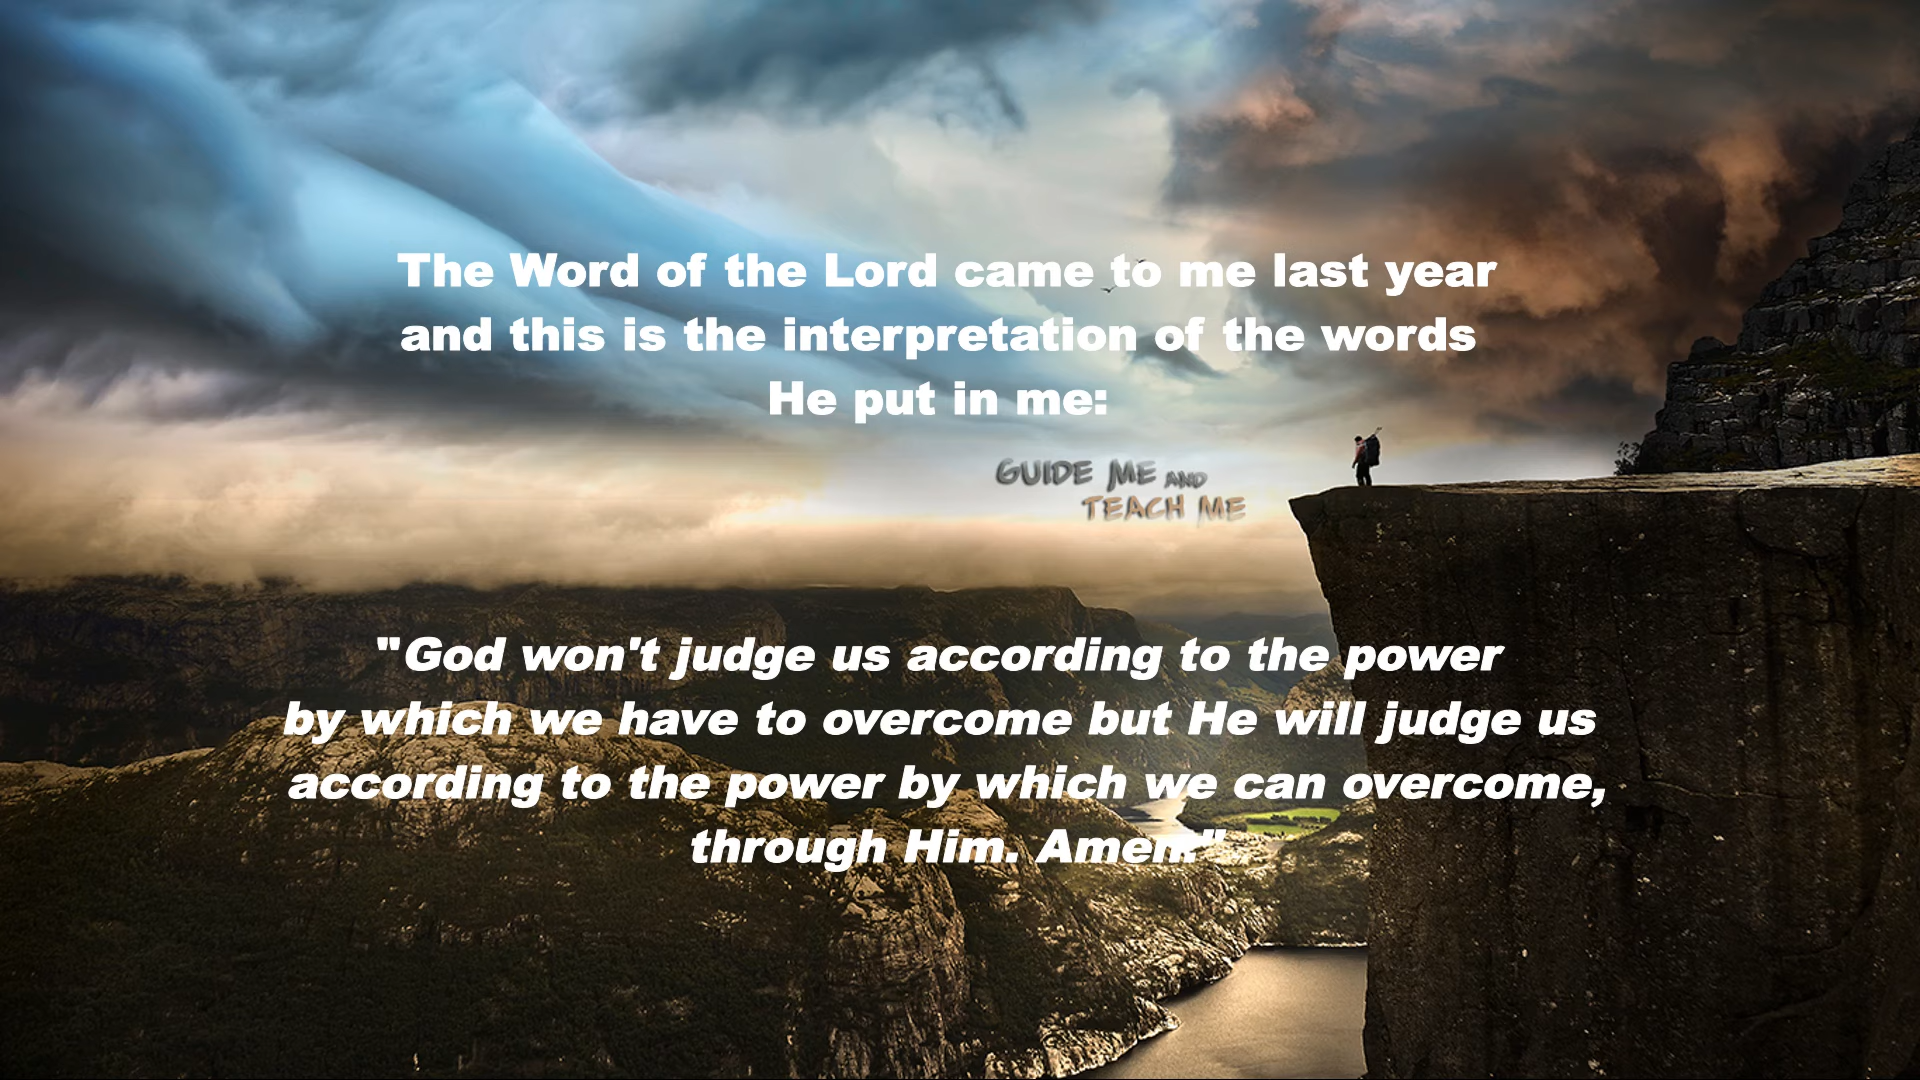 The Word of the Lord came to me last year
and this is the interpretation of the words
He put in me:
GUIDE ME AND
TEACH ME
"God won't judge us according to the power
by which we have to overcome but He will judge us
according to the power by which we can overcome,
through Him. Amen."